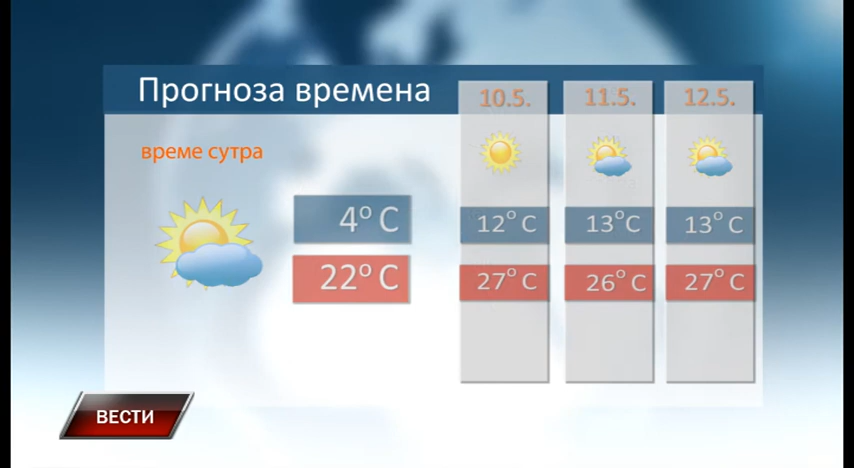 Прогноза времена
време сутра
4° C
22° C
10.5.
12° C
27° C
11.5.
13°C
26° C
12.5.
13° C
27° C
ВЕСТИ